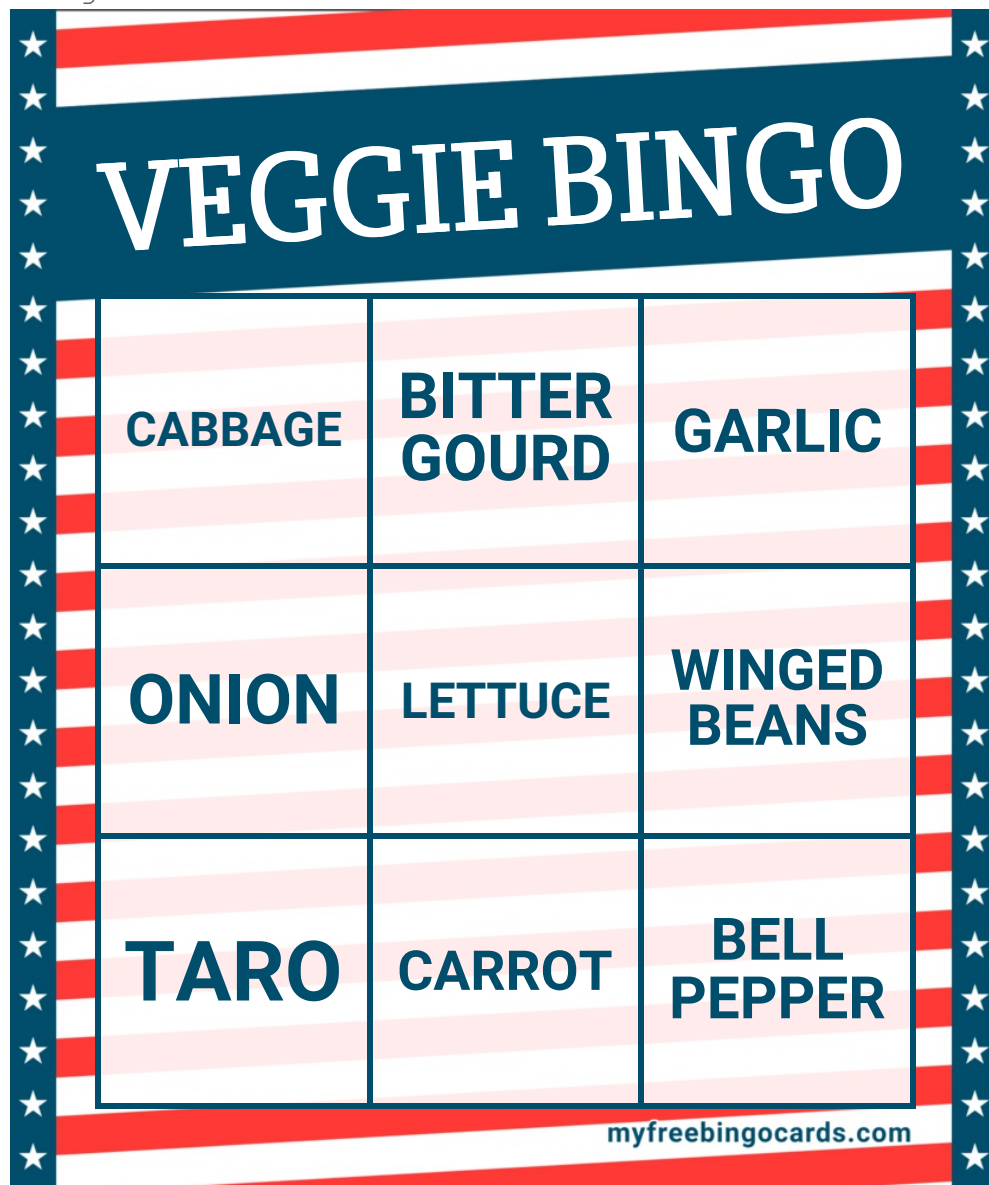 VEGGIE BINGO
CABBAGE
BITTER
GOURD
GARLIC
ONION
LETTUCE
WINGED
BEANS
TARO
CARROT
BELL
PEPPER
myfreebingocards.com